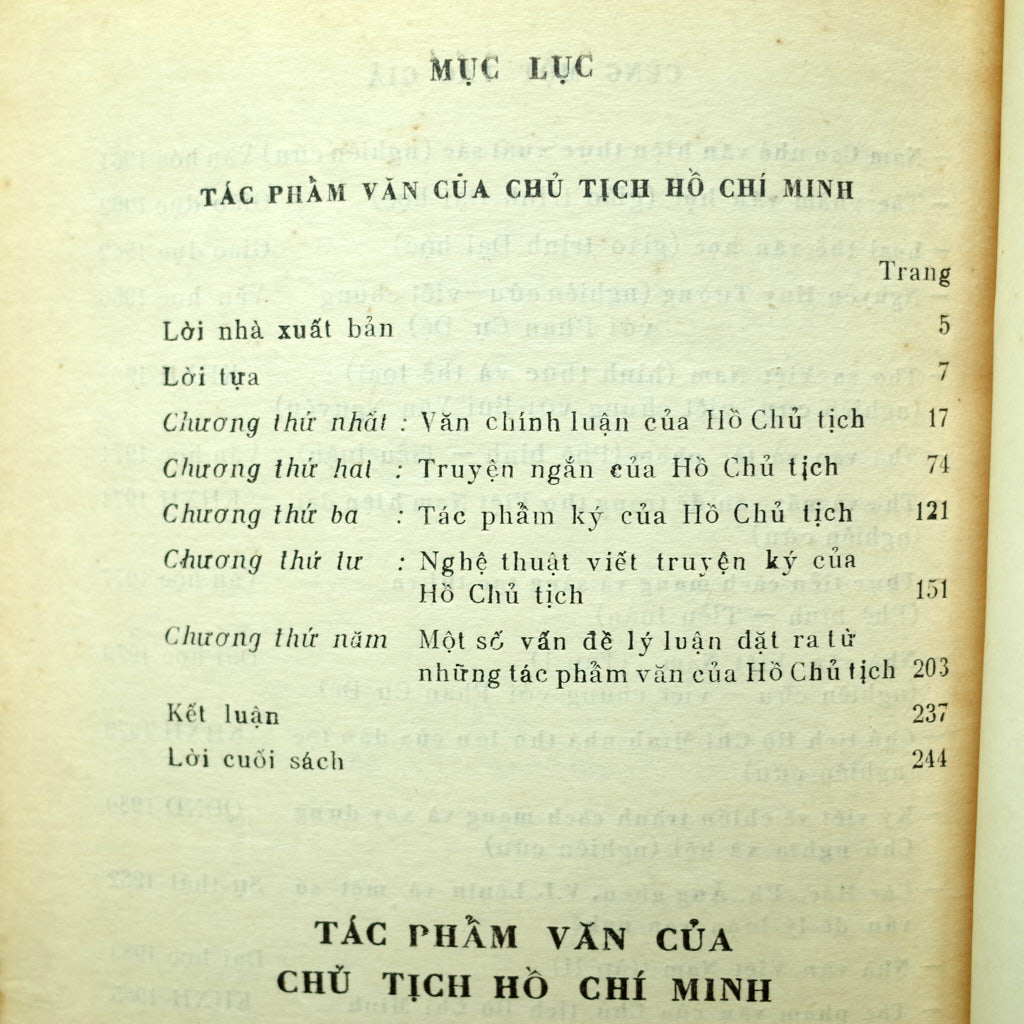 MỤC LỤC
TÁC PHẨM VĂN CỦA CHỦ TỊCH HỒ CHÍ MINH
Trang
Lời nhà xuất bản 5
Lời tựa 7
Chương thứ nhất : Văn chính luận của Hồ Chủ tịch 17
Chương thứ hai : Truyện ngắn của Hồ Chủ tịch 74
Chương thứ ba : Tác phẩm ký của Hồ Chủ tịch 121
Chương thứ tư : Nghệ thuật viết truyện ký của
Hồ Chủ tịch 151
Chương thứ năm Một số vấn đề lý luận đặt ra từ
những tác phẩm văn của Hồ Chủ tịch 203
Kết luận 237
Lời cuối sách 244
TÁC PHẨM VĂN CỦA
CHỦ TỊCH HỒ CHÍ MINH